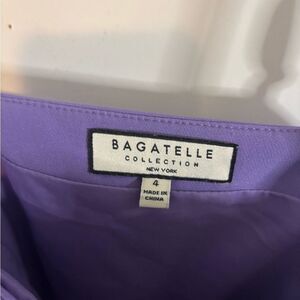 BAGATELLE
COLLECTION
NEW YORK
4
MADE IN
CHINA